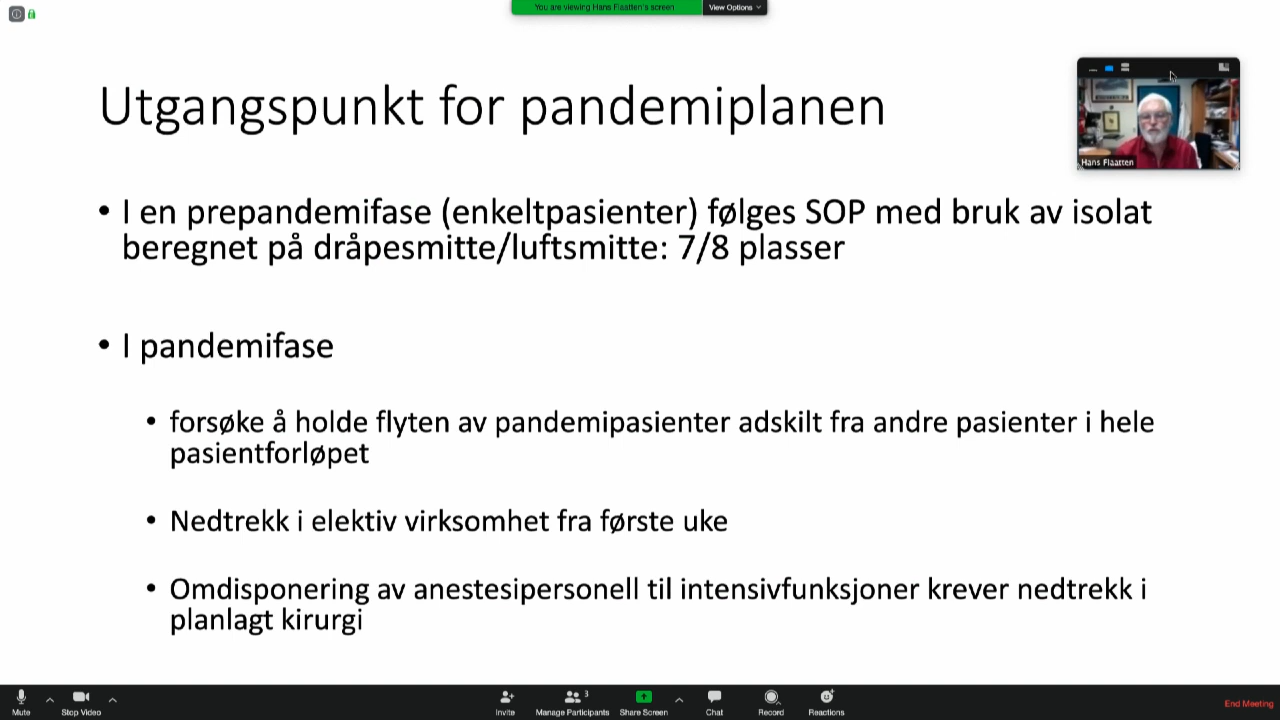 You are viewing Hans Flaatten's screen
View Options
Utgangspunkt for pandemiplanen
Hans Flaatten
• I en prepandemifase (enkeltpasienter) følges SOP med bruk av isolat
beregnet på dråpesmitte/luftsmitte: 7/8 plasser
• I pandemifase
• forsøke å holde flyten av pandemipasienter adskilt fra andre pasienter i hele
pasientforløpet
• Nedtrekk i elektiv virksomhet fra første uke
• Omdisponering av anestesipersonell til intensivfunksjoner krever nedtrekk i
planlagt kirurgi
Mute
Stop Video
Invite
3
Manage Participants
Share Screen
Chat
Record
Reactions
End Meeting